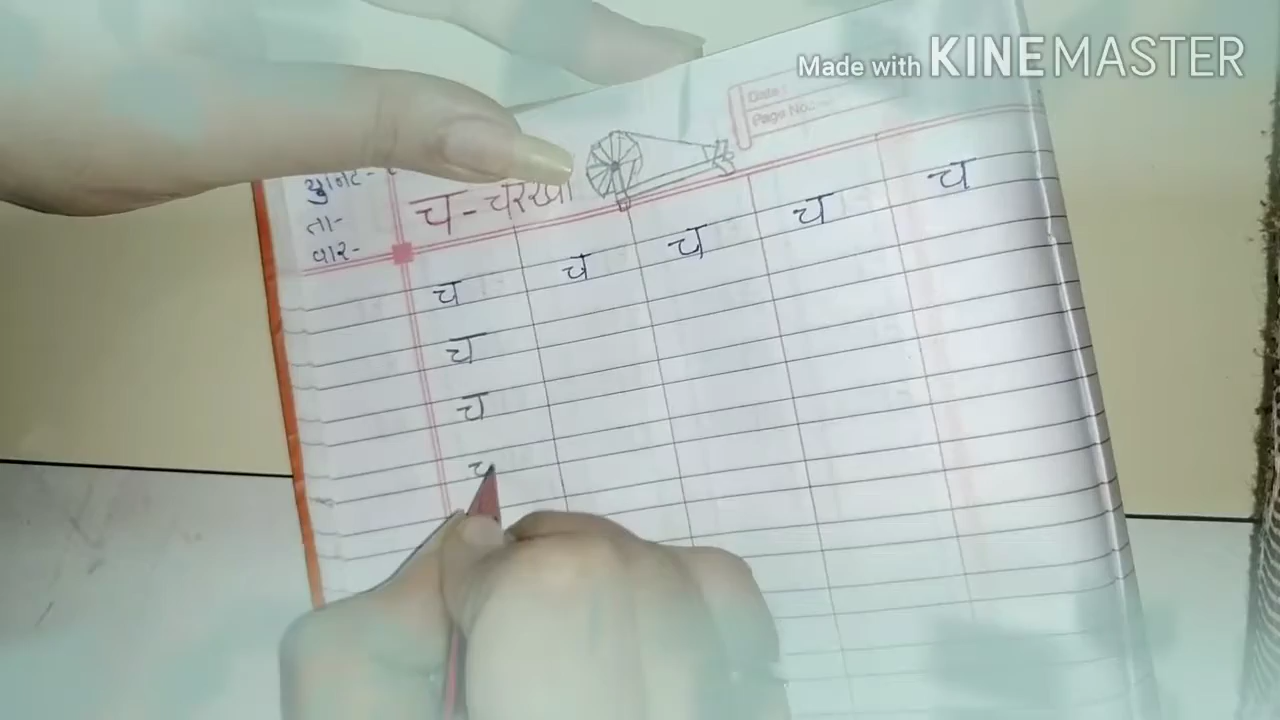 Made with KINEMASTER
Date :
Page No.:
યુનિટ-
તા-
વાર-
च - चरखा
च च च च च
च
च
च